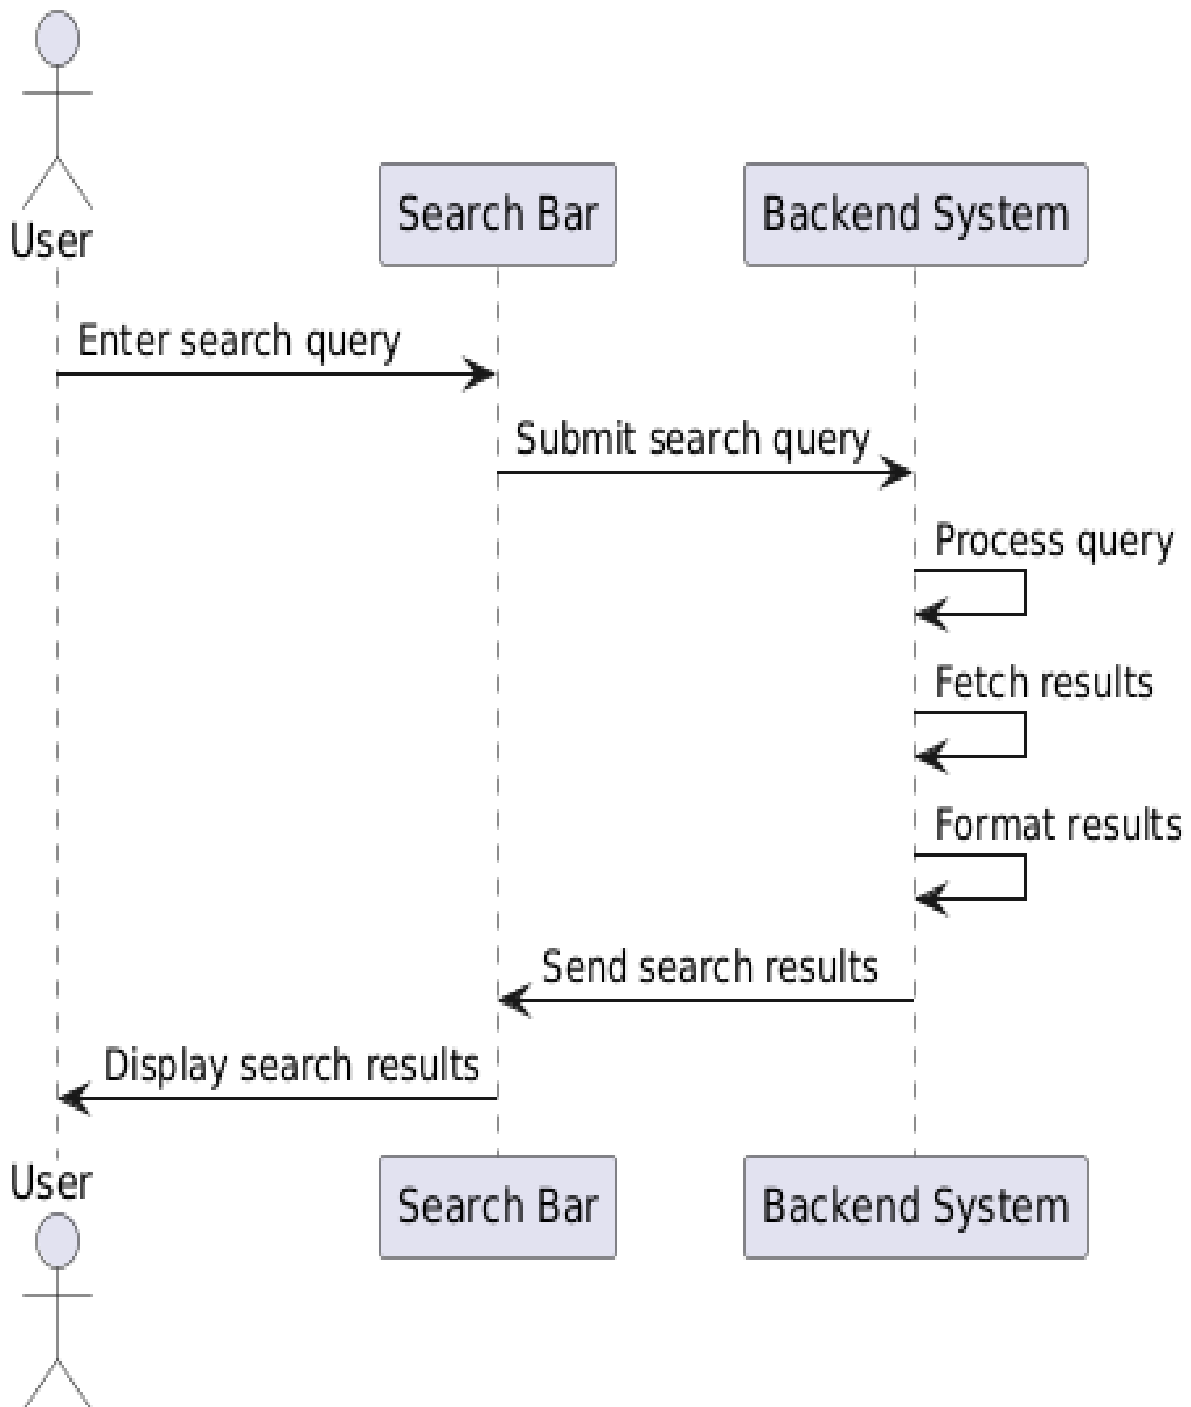 User
Search Bar
Backend System
Enter search query
Submit search query
Process query
Fetch results
Format results
Send search results
Display search results
User
Search Bar
Backend System